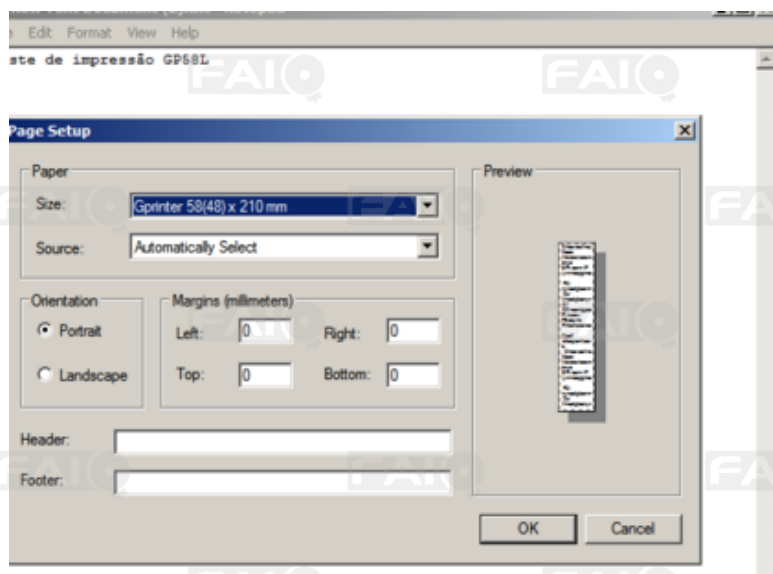 Edit Format View Help
ste de impressão GP58L
Page Setup
Paper
Size: Gprinter 58(48) x 210 mm
Source: Automatically Select
Preview
Orientation
Portrait
Landscape
Margins (millimeters)
Left: 0 Right: 0
Top: 0 Bottom: 0
Header:
Footer:
OK Cancel
FAIQ